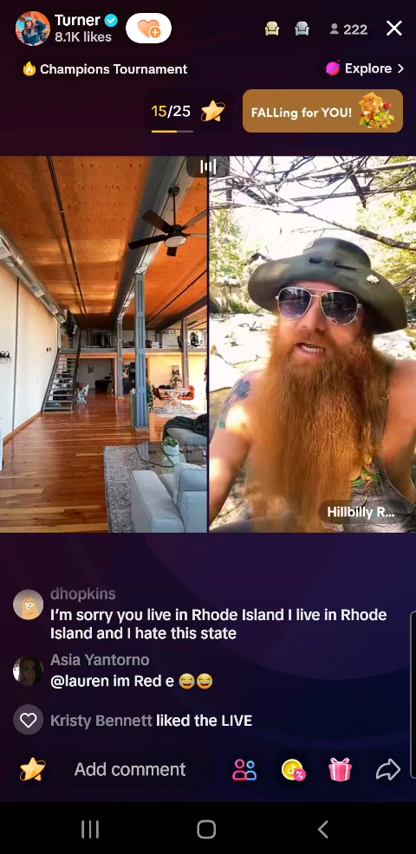 Turner
8.1K likes
222
Champions Tournament
Explore >
15/25
FALLing for YOU!
Hillbilly R...
dhopkins
I'm sorry you live in Rhode Island I live in Rhode
Island and I hate this state
Asia Yantorno
@lauren im Red e 😂😂
Kristy Bennett liked the LIVE
Add comment